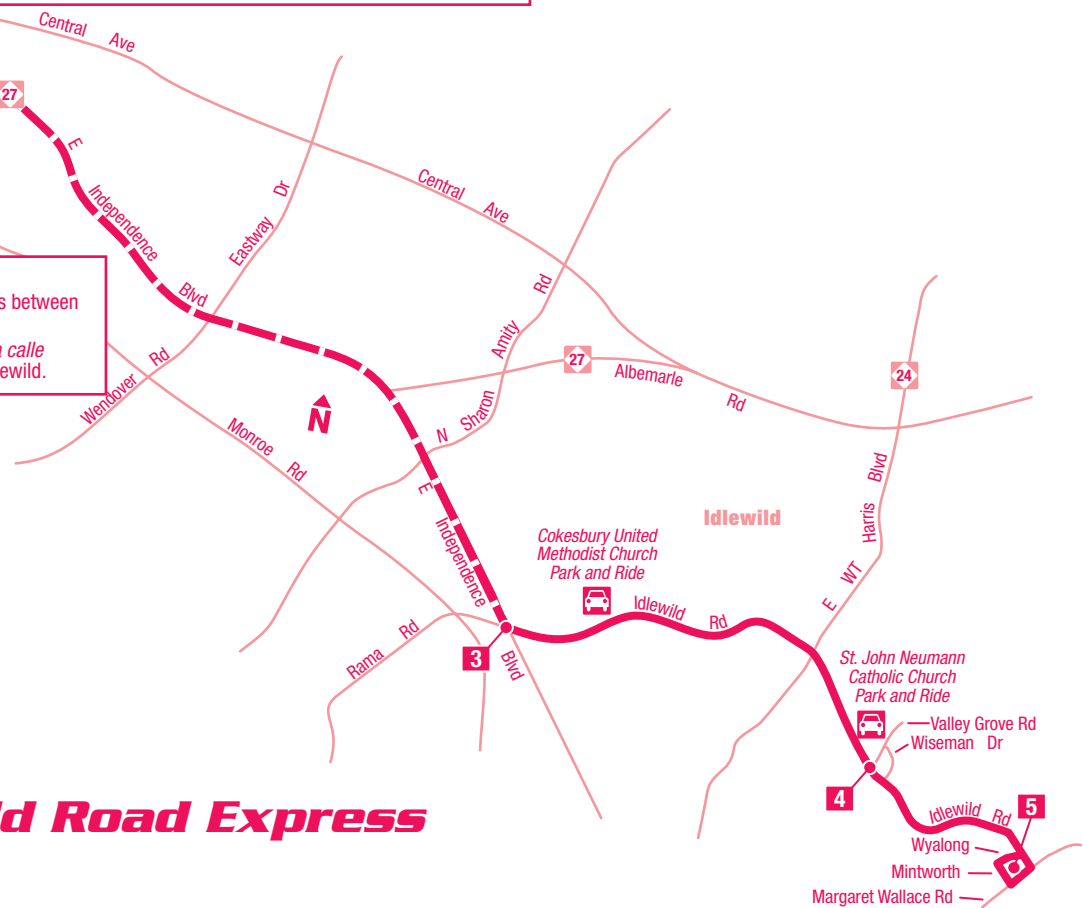 Central Ave
27
E Independence Blvd
Eastway Dr
Central Ave
s between
calle
ewild.
Wendover Rd
Monroe Rd
N
N Sharon Amity Rd
27
Albemarle Rd
24
E WT Harris Blvd
E Independence Blvd
Idlewild
Cokesbury United
Methodist Church
Park and Ride
Idlewild Rd
Rama Rd
3
St. John Neumann
Catholic Church
Park and Ride
Valley Grove Rd
Wiseman Dr
4
5
Idlewild Rd
Wyalong
Mintworth
Margaret Wallace Rd
d Road Express